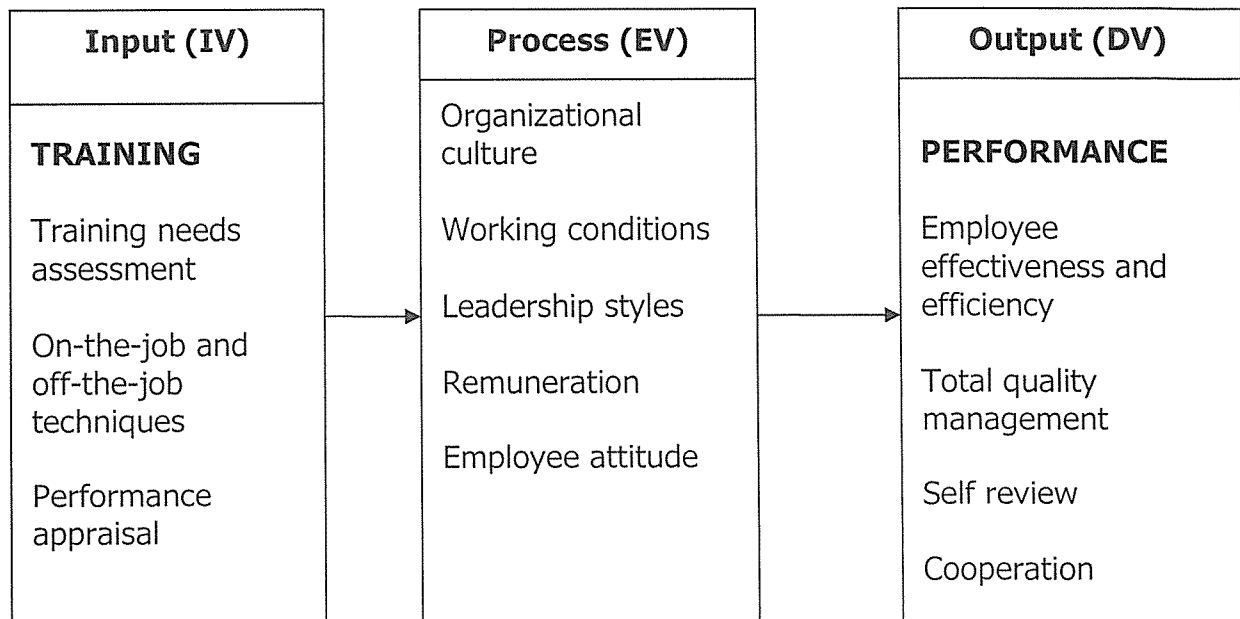 Input (IV)
TRAINING
Training needs
assessment
On-the-job and
off-the-job
techniques
Performance
appraisal
Process (EV)
Organizational
culture
Working conditions
Leadership styles
Remuneration
Employee attitude
Output (DV)
PERFORMANCE
Employee
effectiveness and
efficiency
Total quality
management
Self review
Cooperation